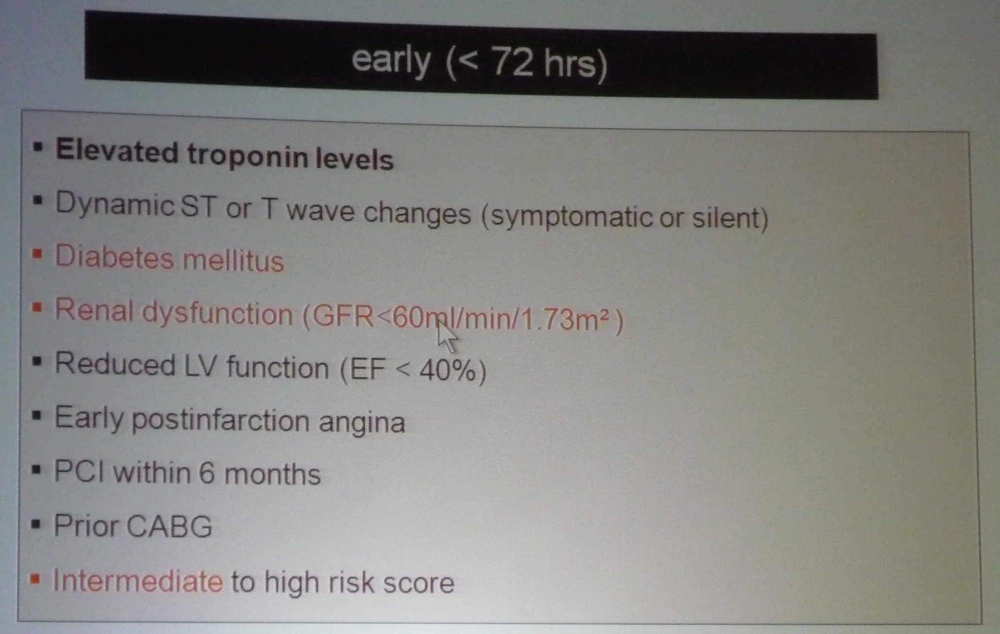 early (< 72 hrs)
▪ Elevated troponin levels
▪ Dynamic ST or T wave changes (symptomatic or silent)
▪ Diabetes mellitus
▪ Renal dysfunction (GFR<60ml/min/1.73m² )
▪ Reduced LV function (EF < 40%)
▪ Early postinfarction angina
▪ PCI within 6 months
▪ Prior CABG
▪ Intermediate to high risk score